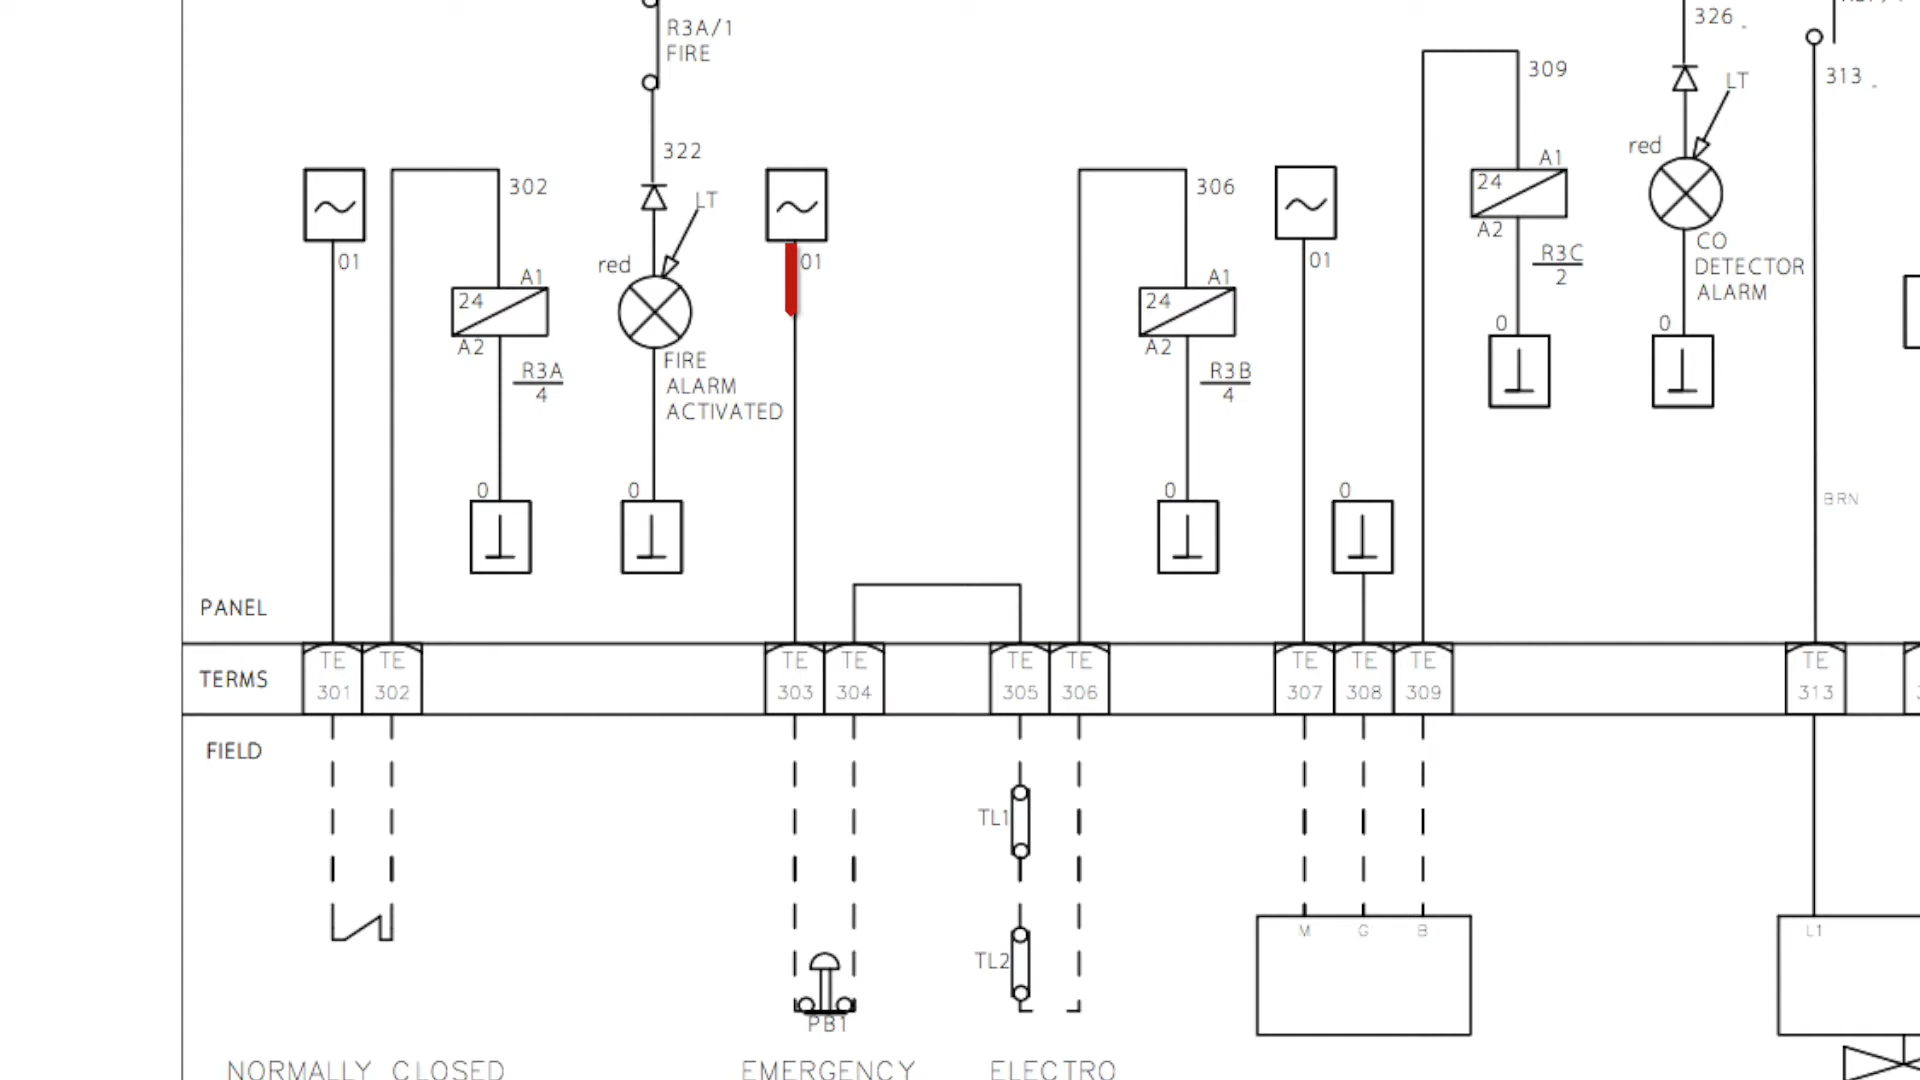 R3A/1
FIRE
322
LT
red
FIRE
ALARM
ACTIVATED
0
01
302
A1
24
A2
R3A
4
0
01
306
A1
24
A2
R3B
4
0
01
0
309
A1
24
A2
R3C
2
0
326
LT
red
CO
DETECTOR
ALARM
0
313
BRN
PANEL
TERMS
TE
301
TE
302
TE
303
TE
304
TE
305
TE
306
TE
307
TE
308
TE
309
TE
313
FIELD
TL1
TL2
PB1
M G B
L1
NORMALLY CLOSED
EMERGENCY
ELECTRO